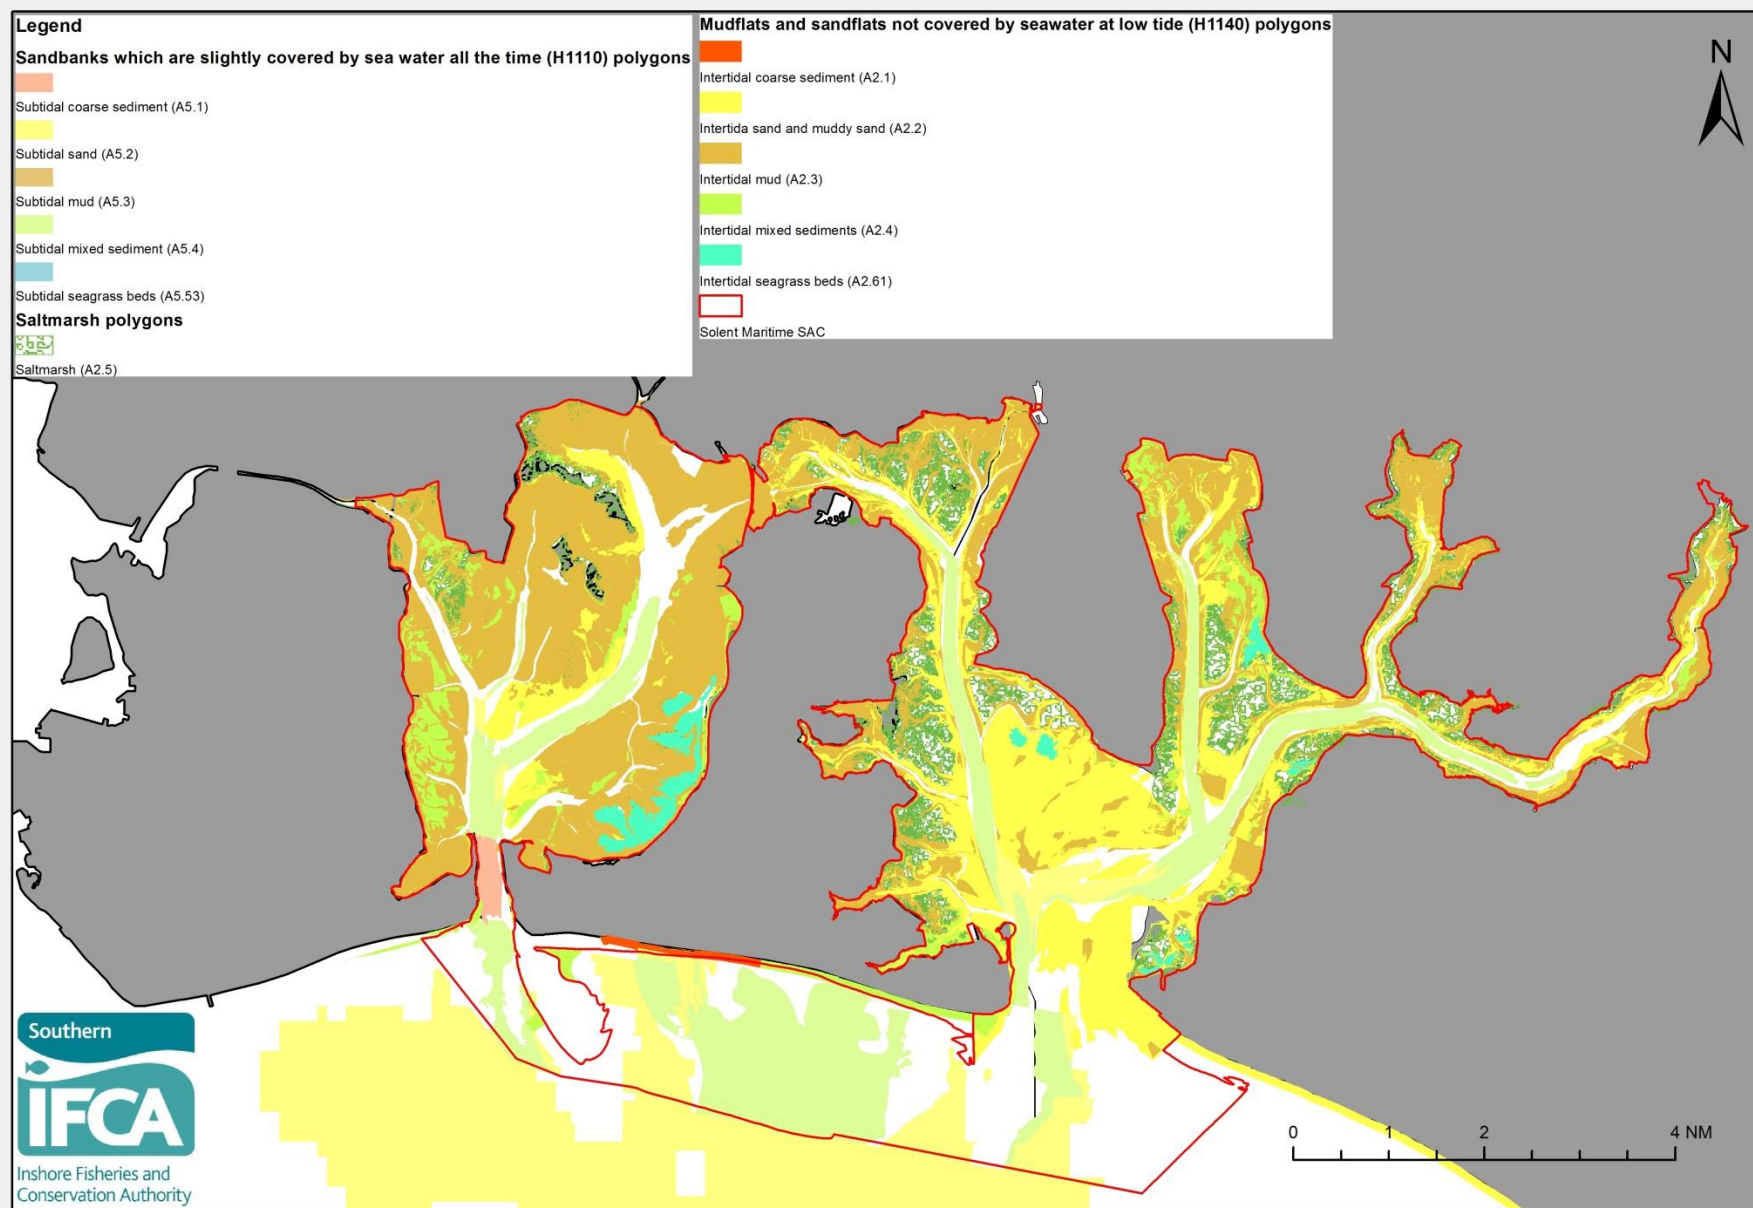 Legend
Sandbanks which are slightly covered by sea water all the time (H1110) polygons
Subtidal coarse sediment (A5.1)
Subtidal sand (A5.2)
Subtidal mud (A5.3)
Subtidal mixed sediment (A5.4)
Subtidal seagrass beds (A5.53)
Saltmarsh polygons
Saltmarsh (A2.5)
Mudflats and sandflats not covered by seawater at low tide (H1140) polygons
Intertidal coarse sediment (A2.1)
Intertida sand and muddy sand (A2.2)
Intertidal mud (A2.3)
Intertidal mixed sediments (A2.4)
Intertidal seagrass beds (A2.61)
Solent Maritime SAC
N
Southern
IFCA
Inshore Fisheries and
Conservation Authority
0 1 2 4 NM